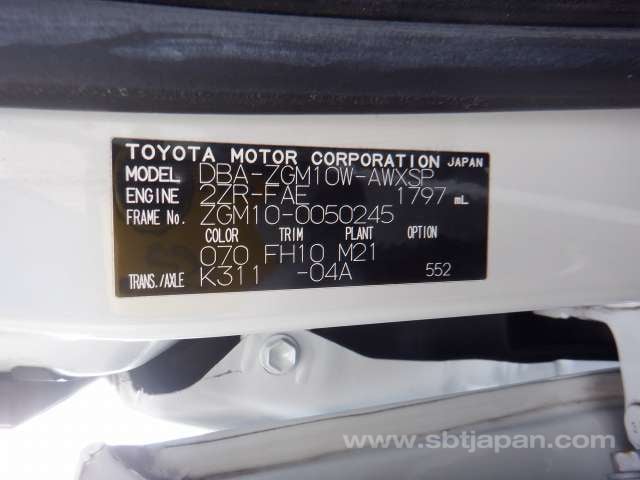 TOYOTA MOTOR CORPORATION JAPAN
MODEL DBA-ZGM10W-AWXSP
ENGINE 2ZR-FAE 1797 mL
FRAME No. ZGM10-0050245
COLOR TRIM PLANT OPTION
070 FH10 M21
TRANS./AXLE K311 -04A 552
www.sbtjapan.com